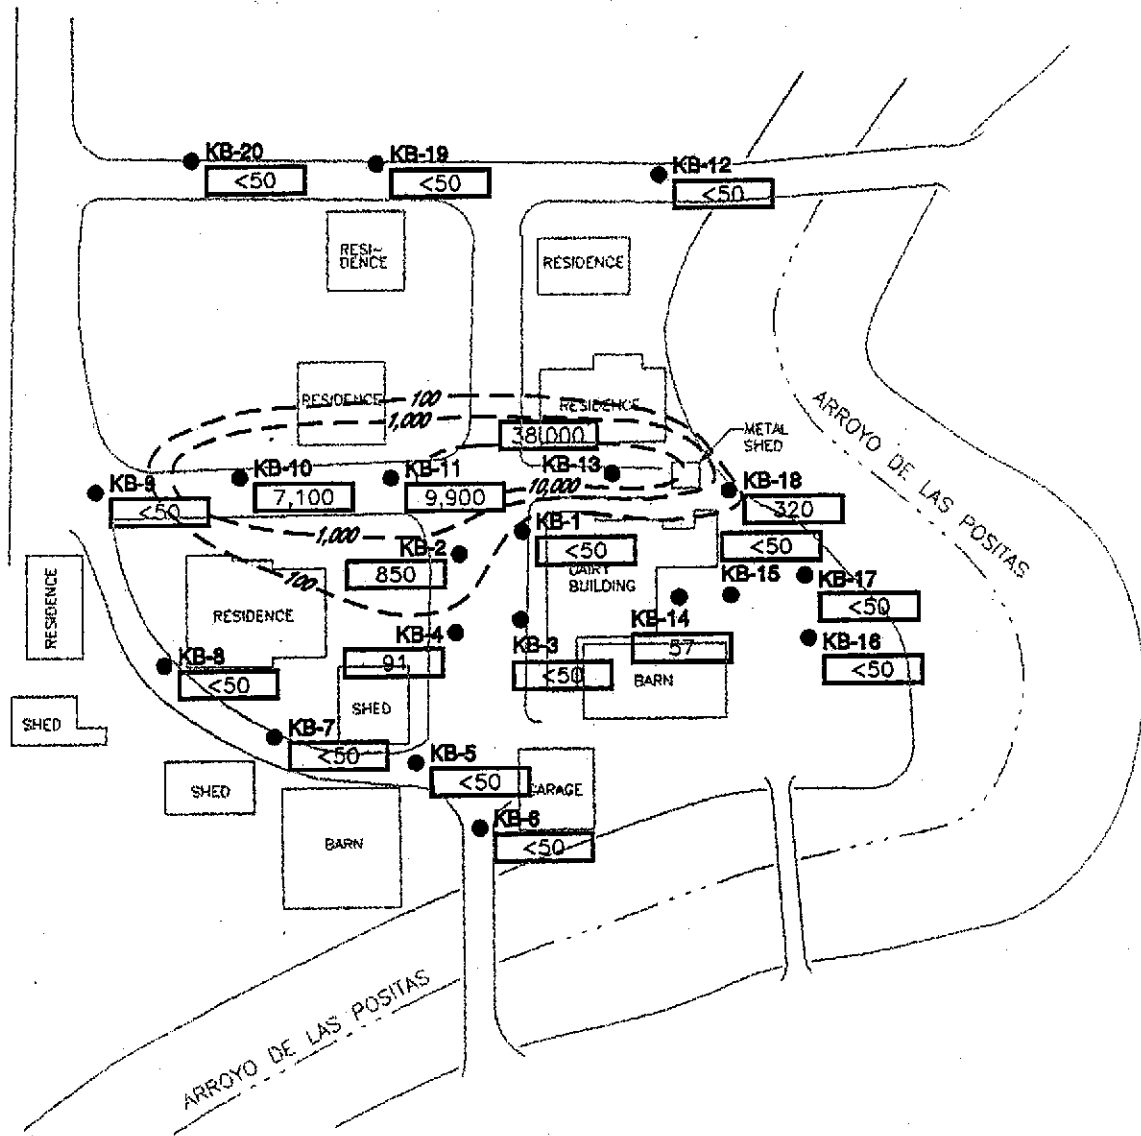 KB-20
<50
KB-19
<50
KB-12
<50
RESI-
DENCE
RESIDENCE
RESIDENCE
100
1,000
RESIDENCE
38,000
METAL
SHED
ARROYO DE LAS POSITAS
KB-9
<50
KB-10
7,100
KB-11
9,900
KB-13
10,000
KB-18
320
1,000
KB-2
850
KB-1
<50
DAIRY
BUILDING
<50
KB-15
KB-17
<50
100
RESIDENCE
RESIDENCE
KB-4
91
KB-3
<50
KB-14
57
BARN
KB-16
<50
KB-8
<50
SHED
SHED
KB-7
<50
KB-5
<50
GARAGE
SHED
KB-6
<50
BARN
ARROYO DE LAS POSITAS